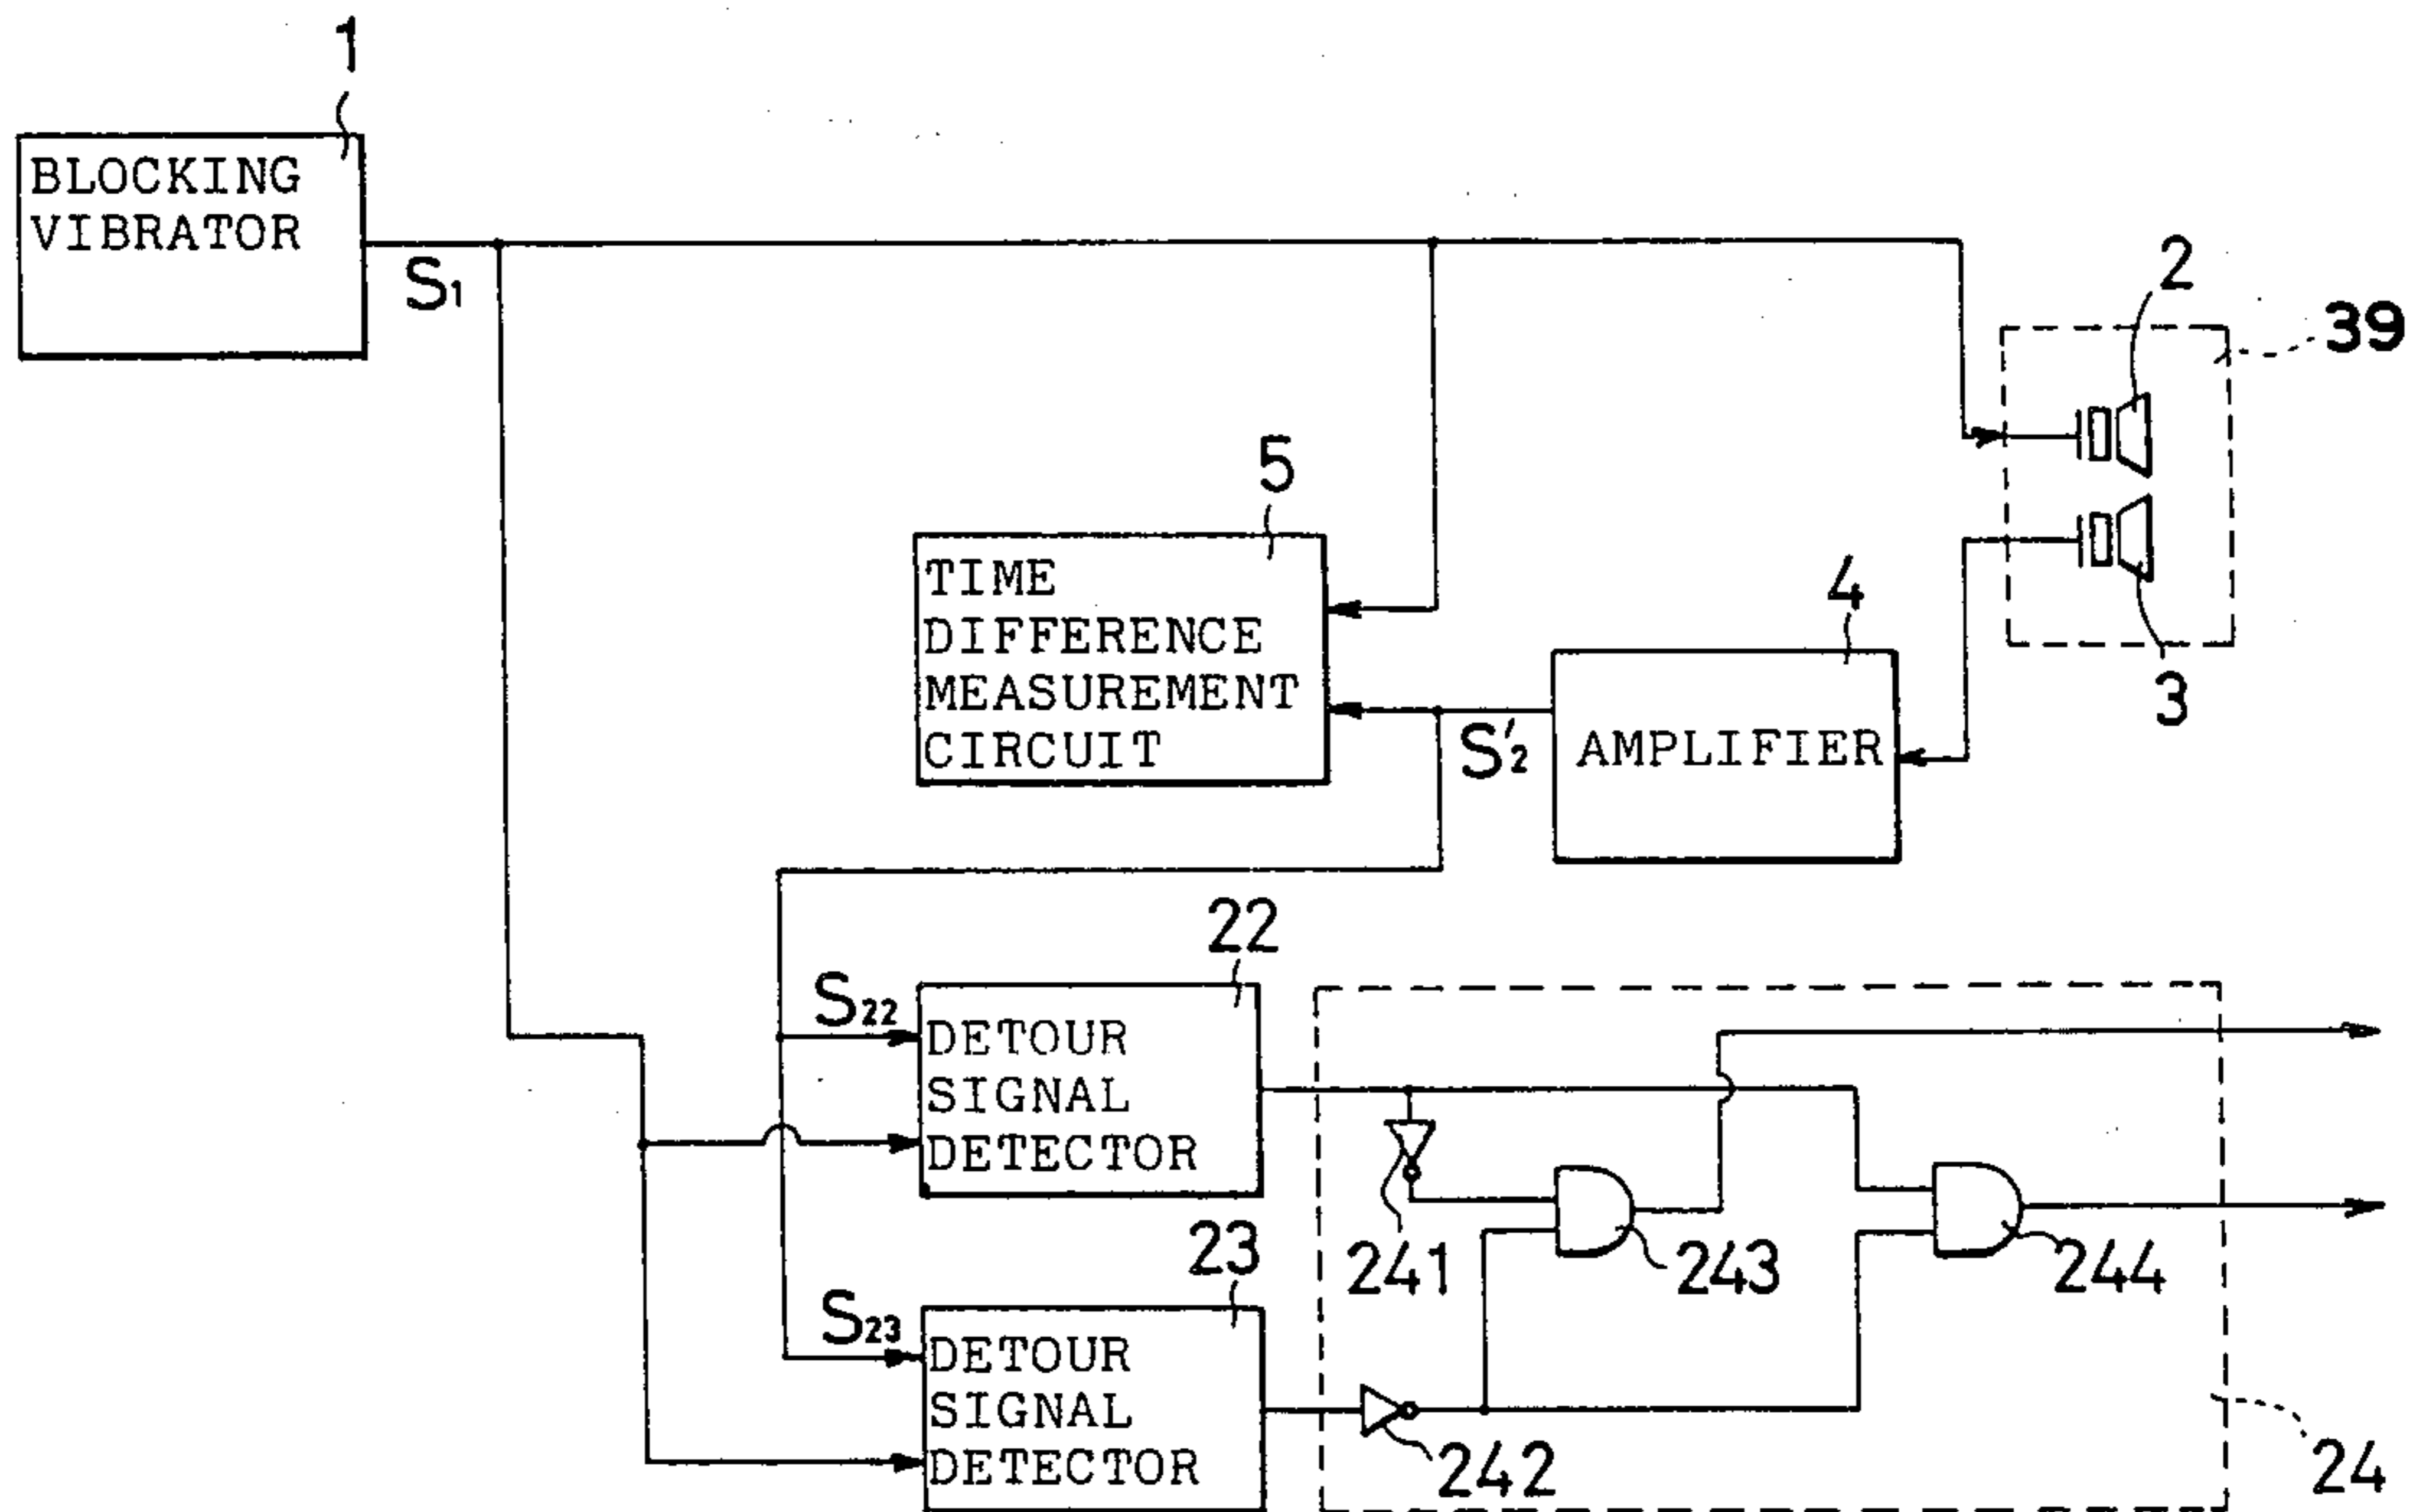 1
BLOCKING
VIBRATOR
S1
2
39
5
TIME
DIFFERENCE
MEASUREMENT
CIRCUIT
4
3
S'2
AMPLIFIER
22
S22
DETOUR
SIGNAL
DETECTOR
241
243
244
23
S23
DETOUR
SIGNAL
DETECTOR
242
24